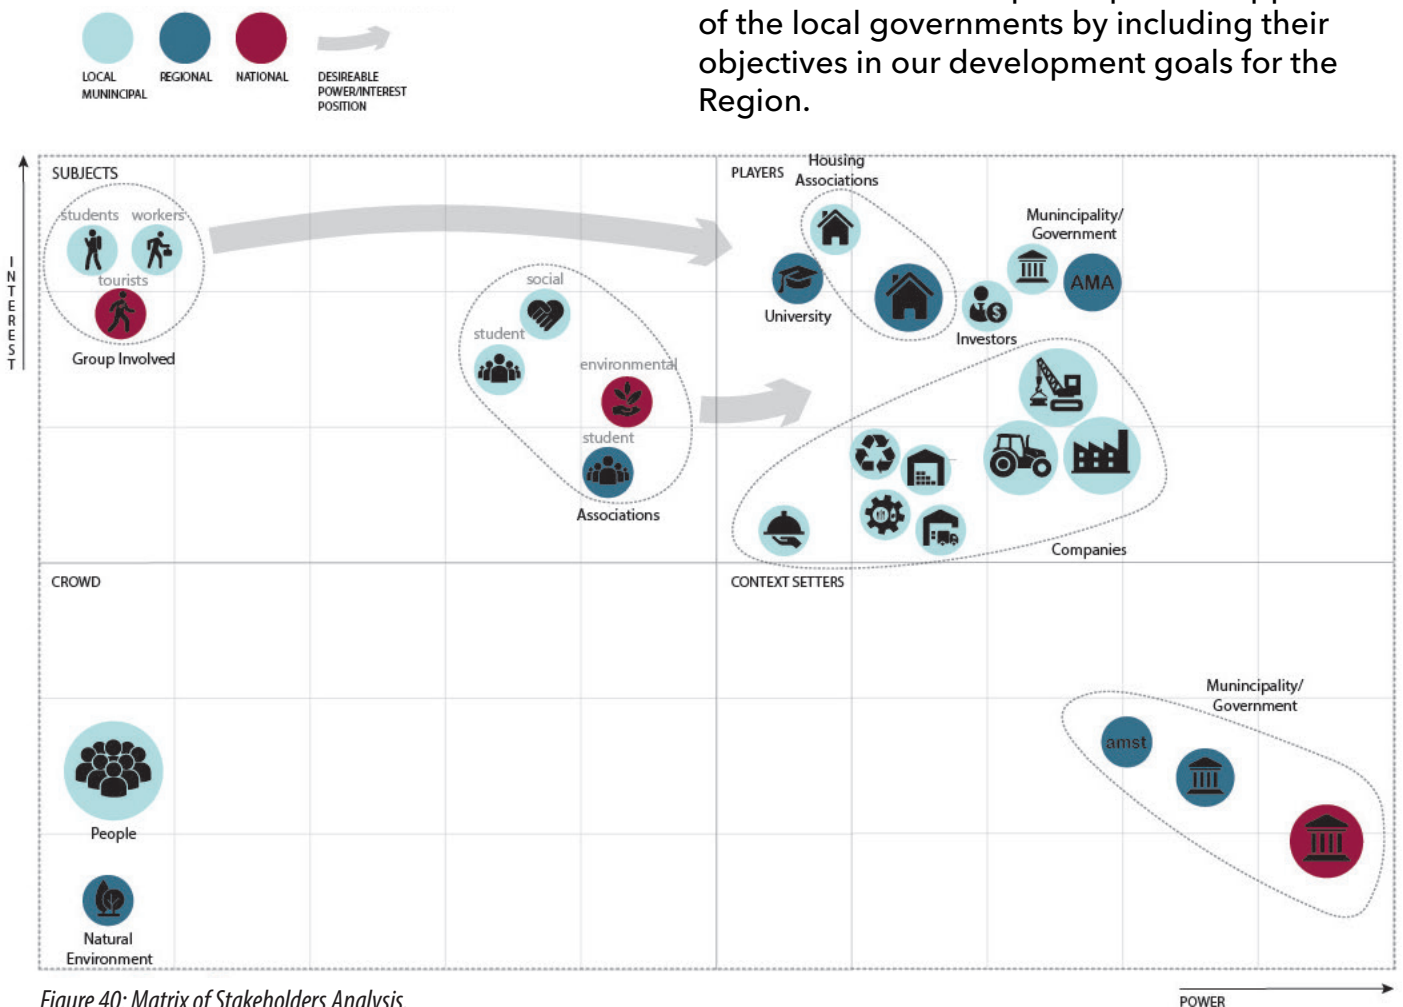 of the local governments by including their
objectives in our development goals for the
Region.
LOCAL
MUNINCIPAL
REGIONAL
NATIONAL
DESIREABLE
POWER/INTEREST
POSITION
INTEREST
SUBJECTS
students
workers
tourists
Group Involved
social
student
environmental
student
Associations
PLAYERS
Housing
Associations
University
Munincipality/
Government
AMA
Investors
Companies
CROWD
People
Natural
Environment
CONTEXT SETTERS
Munincipality/
Government
amst
Figure 40: Matrix of Stakeholders Analysis
POWER